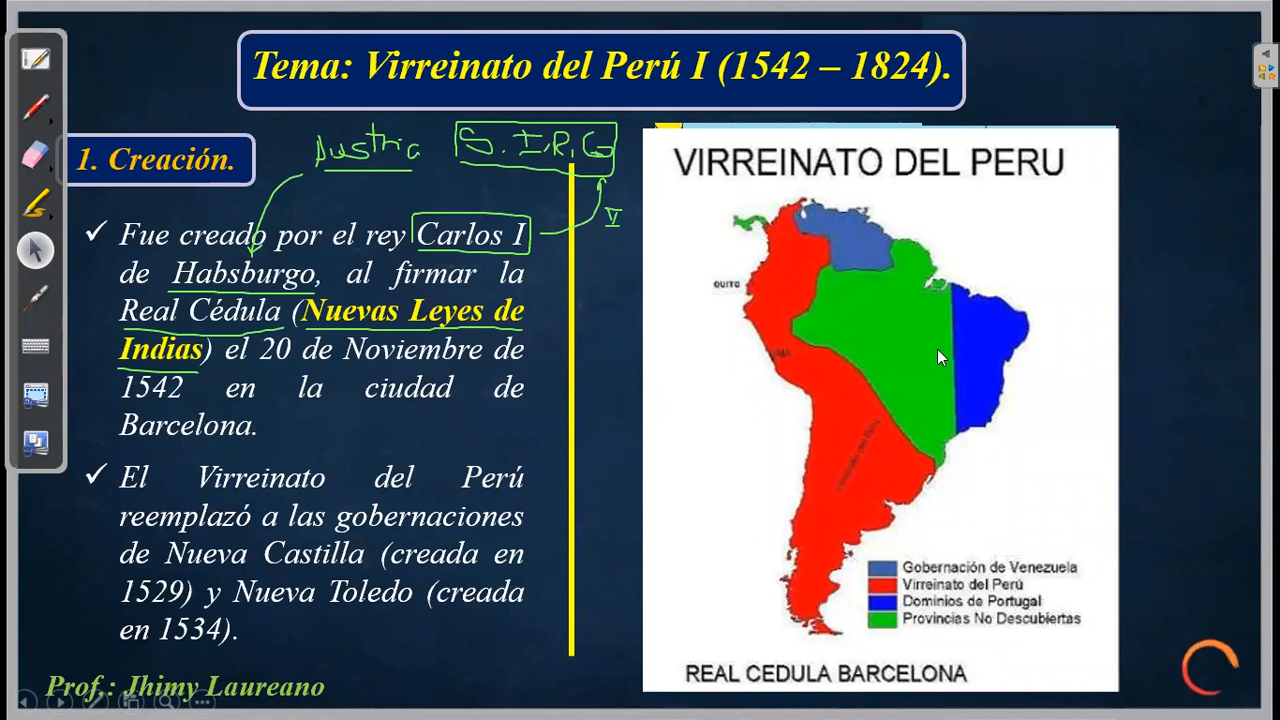 Tema: Virreinato del Perú I (1542 – 1824).
1. Creación.
Austria
S. I. R. G
V
✓ Fue creado por el rey Carlos I
de Habsburgo, al firmar la
Real Cédula (Nuevas Leyes de
Indias) el 20 de Noviembre de
1542 en la ciudad de
Barcelona.
✓ El Virreinato del Perú
reemplazó a las gobernaciones
de Nueva Castilla (creada en
1529) y Nueva Toledo (creada
en 1534).
Prof.: Jhimy Laureano
VIRREINATO DEL PERU
QUITO
LIMA
Gobernación de Venezuela
Virreinato del Perú
Dominios de Portugal
Provincias No Descubiertas
REAL CEDULA BARCELONA